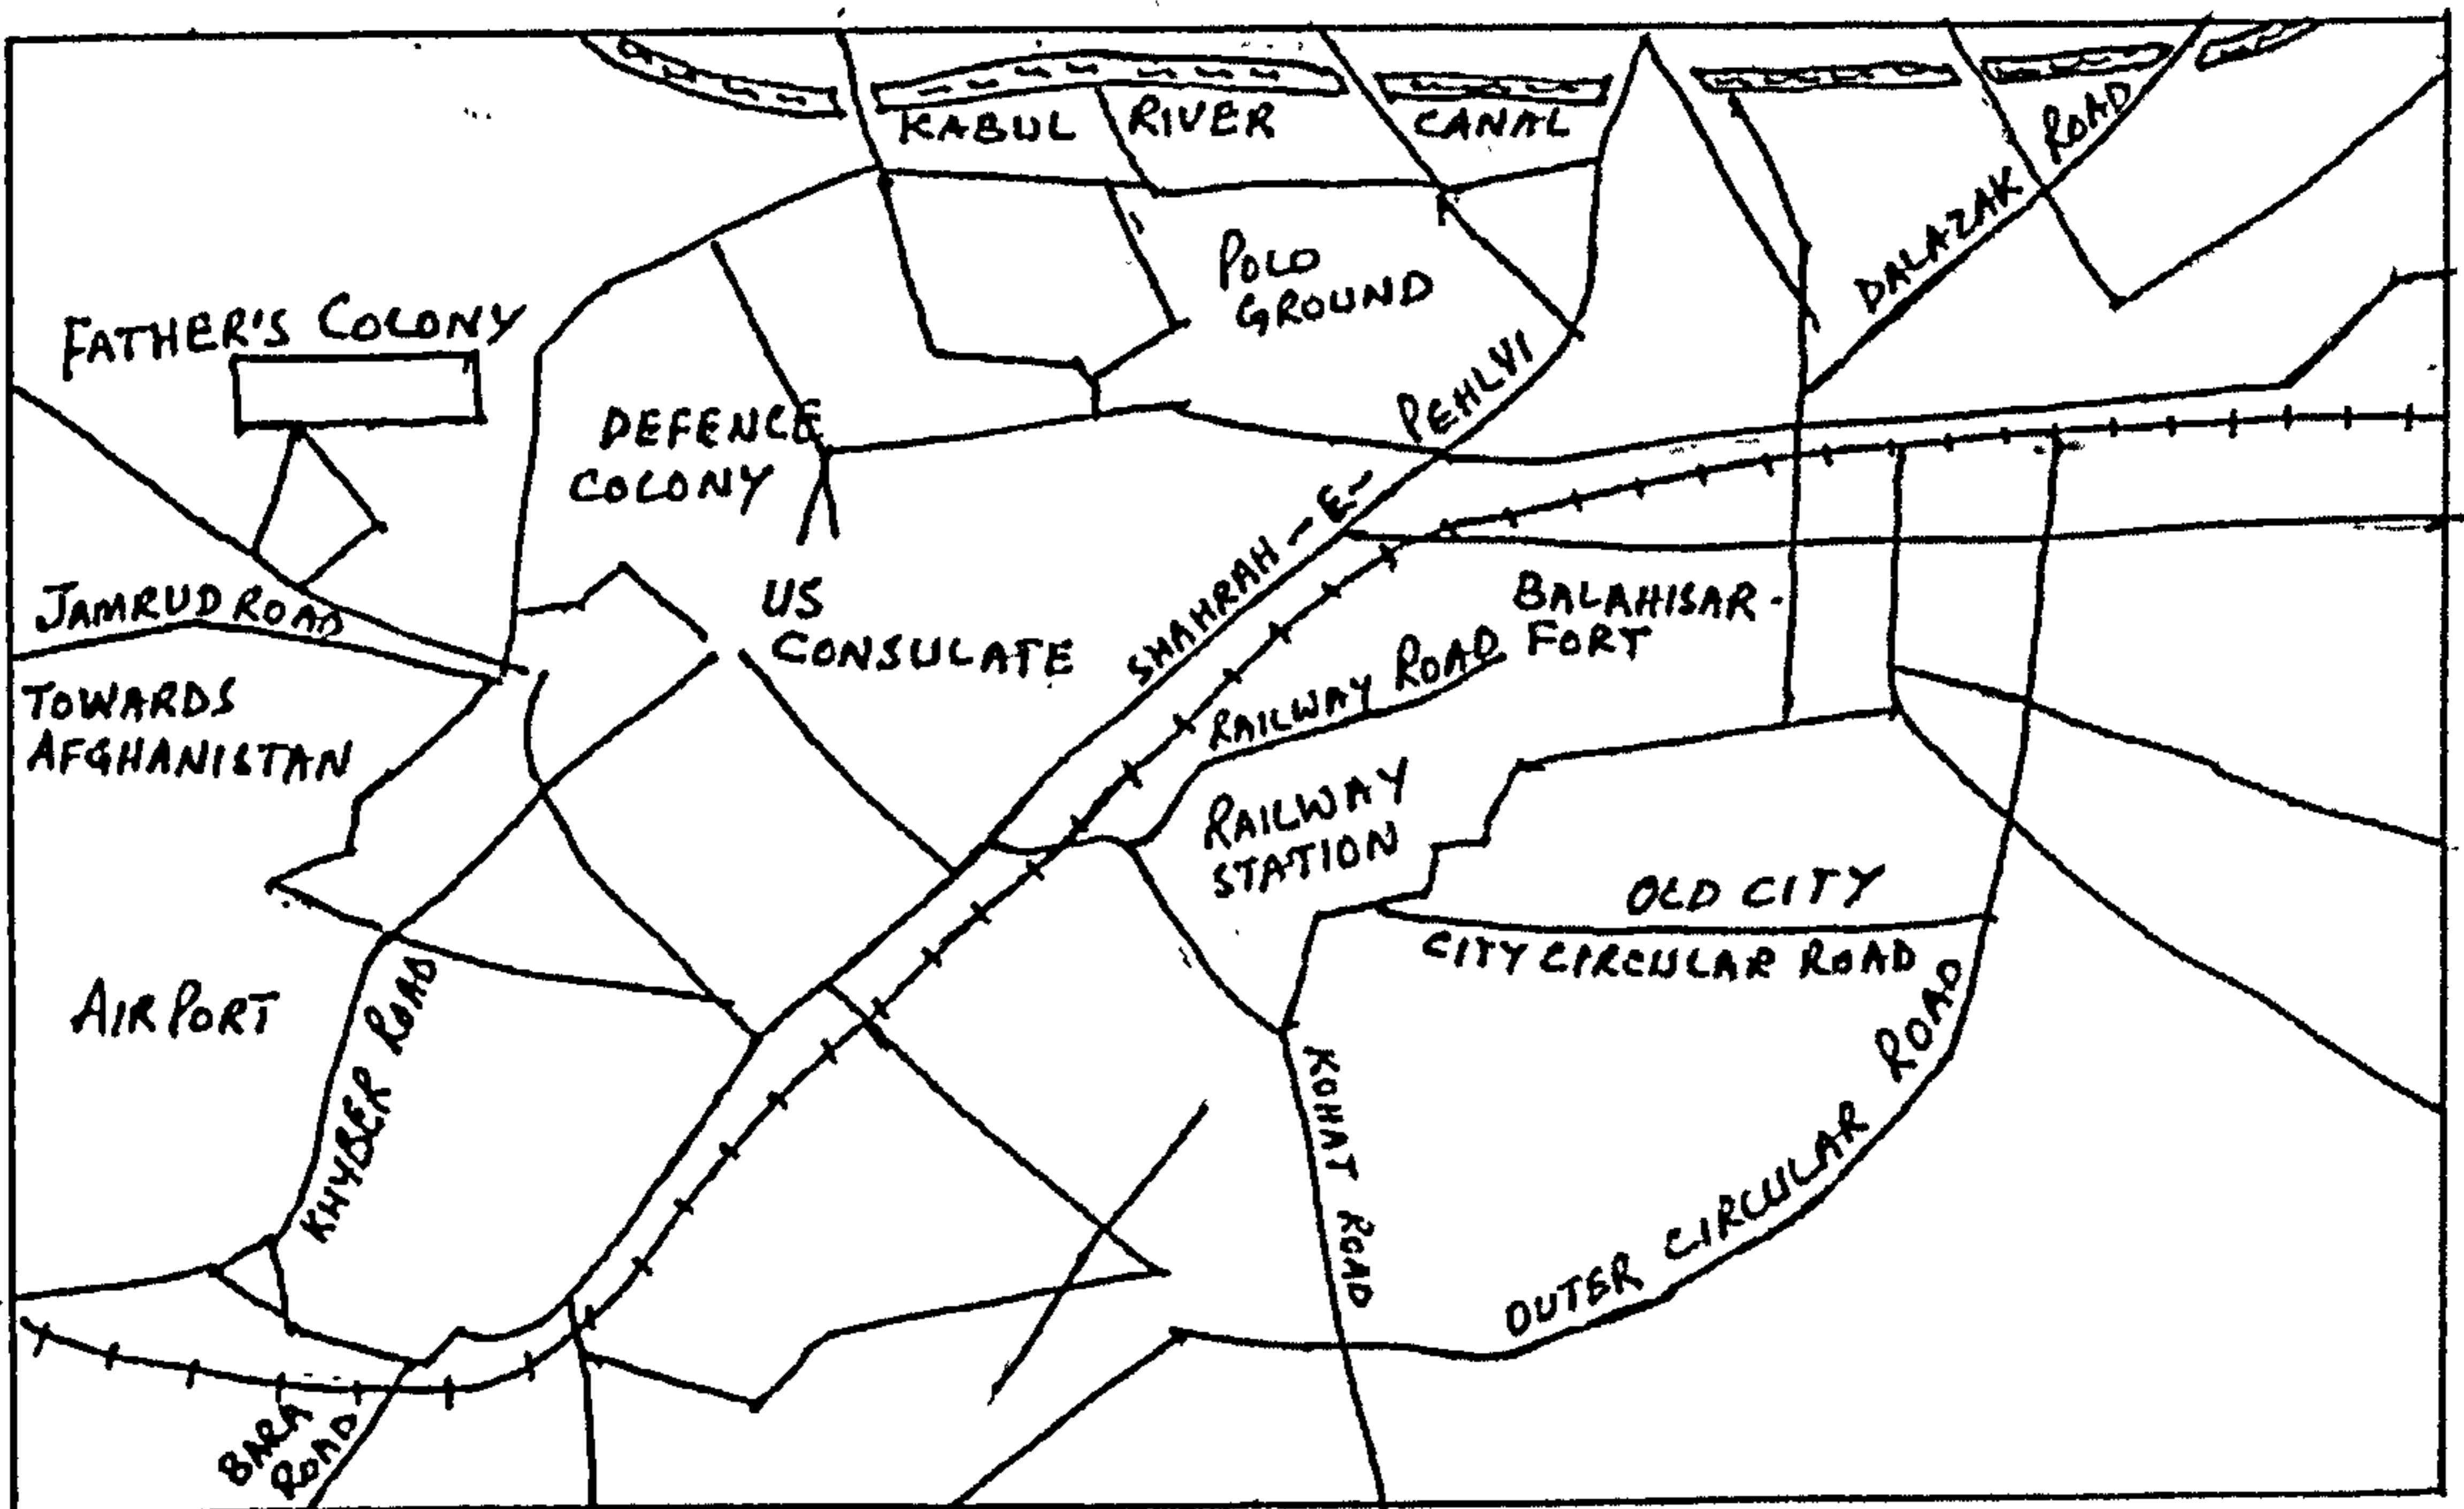 KABUL RIVER CANAL
DALAZAK ROAD
POLO
GROUND
FATHER'S COLONY
PEHLVI
DEFENCE
COLONY
SHAHRAH-E-
JAMRUD ROAD
US
CONSULATE
BALAHISAR-
FORT
RAILWAY ROAD
TOWARDS
AFGHANISTAN
RAILWAY
STATION
OLD CITY
CITY CIRCULAR ROAD
AIRPORT
KHYBER ROAD
KOHAT ROAD
OUTER CIRCULAR ROAD
BARA
ROAD